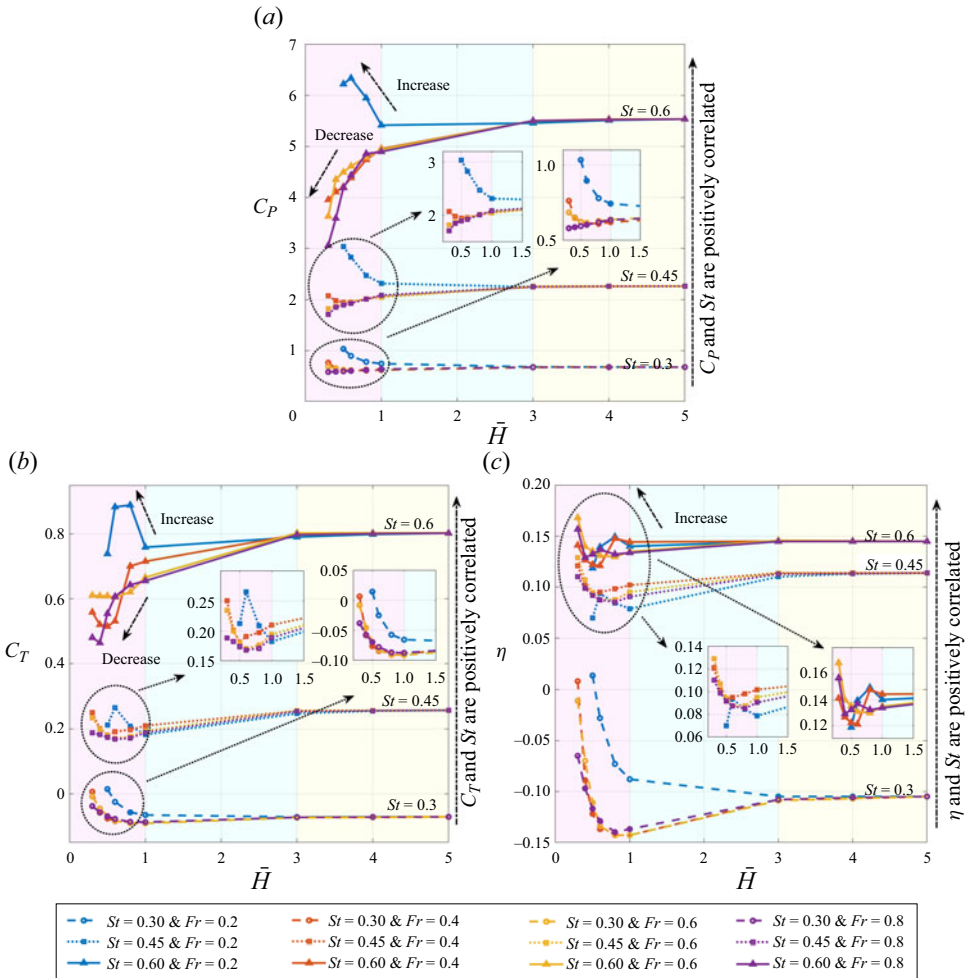 (a)
7
6
5
4
3
2
1
0
1
2
3
4
5
C_P
H̄
Increase
Decrease
St = 0.6
St = 0.45
St = 0.3
3
2
0.5
1.0
1.5
1.0
0.5
0.5
1.0
1.5
C_P and St are positively correlated
(b)
0.8
0.6
0.4
0.2
0
0
1
2
3
4
5
C_T
H̄
Increase
Decrease
St = 0.6
St = 0.45
St = 0.3
0.25
0.20
0.15
0.5
1.0
1.5
0.05
0
−0.05
−0.10
0.5
1.0
1.5
C_T and St are positively correlated
(c)
0.20
0.15
0.10
0.05
0
−0.05
−0.10
−0.15
0
1
2
3
4
5
η
H̄
Increase
St = 0.6
St = 0.45
St = 0.3
0.14
0.13
0.12
0.10
0.08
0.06
0.5
1.0
1.5
0.16
0.14
0.12
0.5
1.0
1.5
η and St are positively correlated
St = 0.30 & Fr = 0.2
St = 0.30 & Fr = 0.4
St = 0.30 & Fr = 0.6
St = 0.30 & Fr = 0.8
St = 0.45 & Fr = 0.2
St = 0.45 & Fr = 0.4
St = 0.45 & Fr = 0.6
St = 0.45 & Fr = 0.8
St = 0.60 & Fr = 0.2
St = 0.60 & Fr = 0.4
St = 0.60 & Fr = 0.6
St = 0.60 & Fr = 0.8